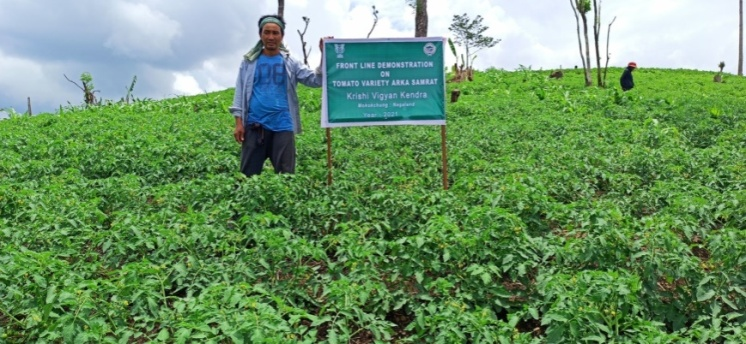 FRONT LINE DEMONSTRATION
ON
TOMATO VARIETY ARKA SAMRAT
Krishi Vigyan Kendra
Mokokchung - Nagaland
Year - 2021